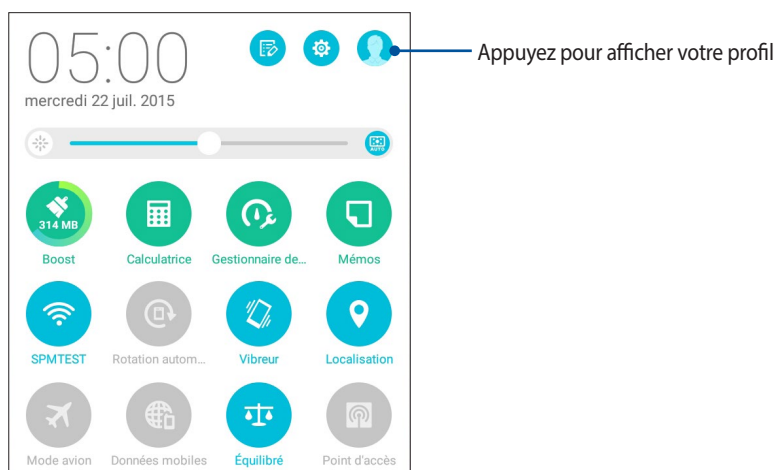 05:00
Appuyez pour afficher votre profil
mercredi 22 juil. 2015
AUTO
314 MB
Boost Calculatrice Gestionnaire de... Mémos
SPMTEST Rotation autom... Vibreur Localisation
Mode avion Données mobiles Équilibré Point d'accès